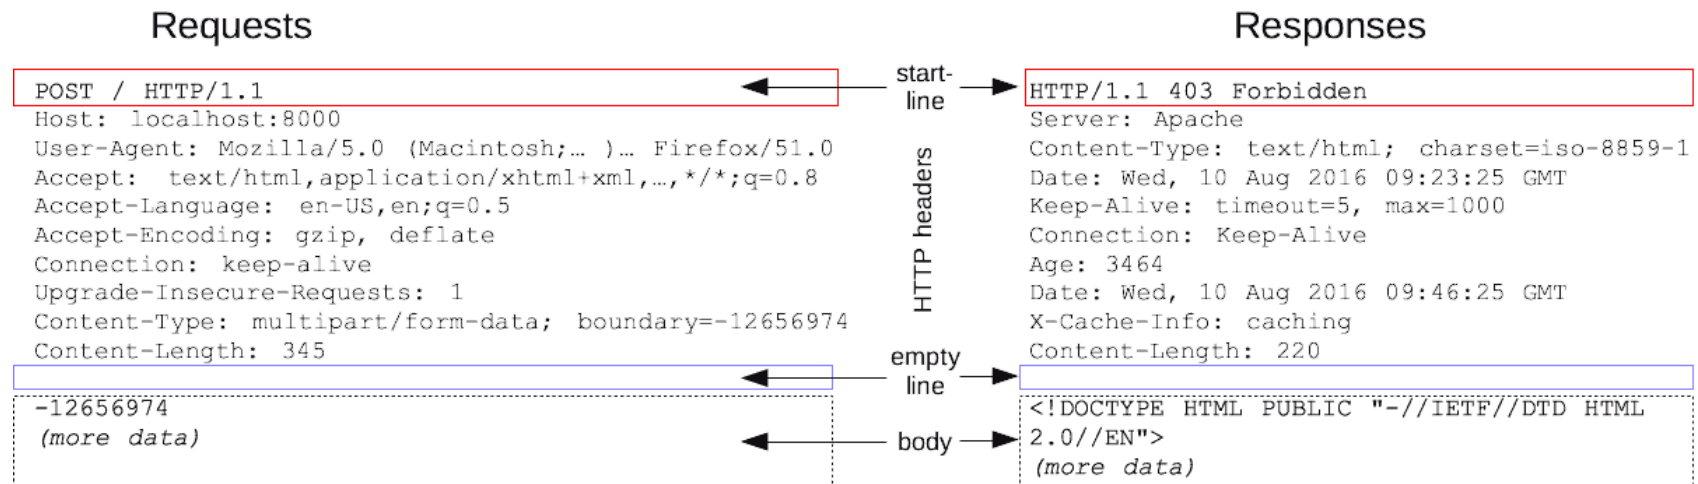 Requests
POST / HTTP/1.1
Host: localhost:8000
User-Agent: Mozilla/5.0 (Macintosh;… )… Firefox/51.0
Accept: text/html,application/xhtml+xml,…,*/*;q=0.8
Accept-Language: en-US,en;q=0.5
Accept-Encoding: gzip, deflate
Connection: keep-alive
Upgrade-Insecure-Requests: 1
Content-Type: multipart/form-data; boundary=-12656974
Content-Length: 345
-12656974
(more data)
start-
line
HTTP headers
empty
line
body
Responses
HTTP/1.1 403 Forbidden
Server: Apache
Content-Type: text/html; charset=iso-8859-1
Date: Wed, 10 Aug 2016 09:23:25 GMT
Keep-Alive: timeout=5, max=1000
Connection: Keep-Alive
Age: 3464
Date: Wed, 10 Aug 2016 09:46:25 GMT
X-Cache-Info: caching
Content-Length: 220
<!DOCTYPE HTML PUBLIC "-//IETF//DTD HTML
2.0//EN">
(more data)